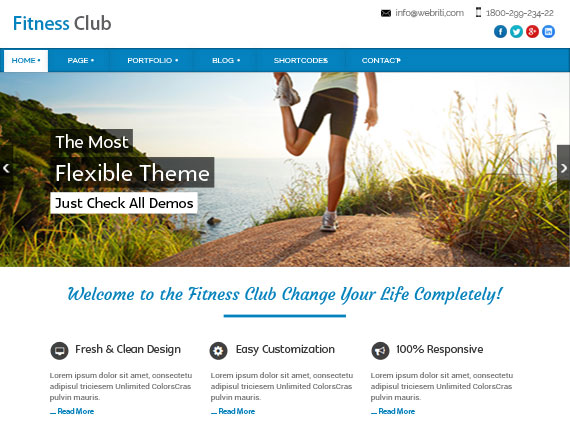 Fitness Club
info@webriti,com
1800-299-234-22
HOME
PAGE
PORTFOLIO
BLOG
SHORTCODES
CONTACT
The Most
Flexible Theme
Just Check All Demos
Welcome to the Fitness Club Change Your Life Completely!
Fresh & Clean Design
Lorem ipsum dolor sit amet, consectetu
adipisul triciesem Unlimited ColorsCras
pulvin mauris.
Read More
Easy Customization
Lorem ipsum dolor sit amet, consectetu
adipisul triciesem Unlimited ColorsCras
pulvin mauris.
Read More
100% Responsive
Lorem ipsum dolor sit amet, consectetu
adipisul triciesem Unlimited ColorsCras
pulvin mauris.
Read More